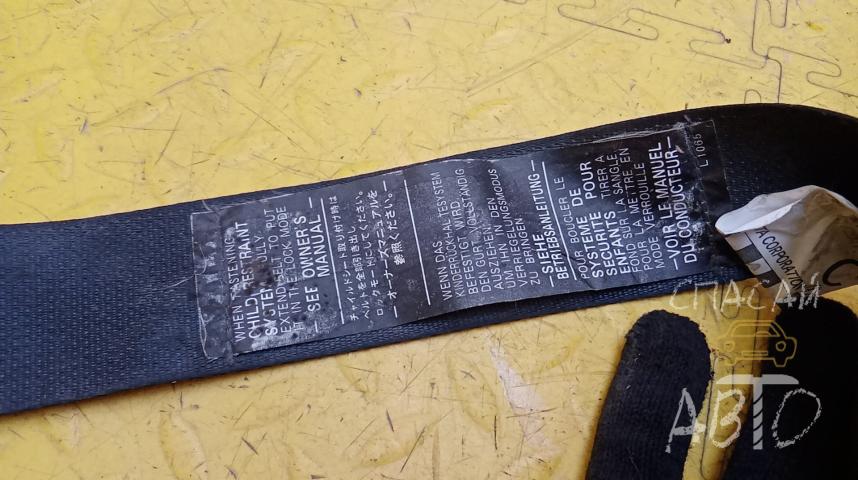 WHEN FASTENING
CHILD RESTRAINT
SYSTEM, FULLY
EXTEND BELT TO PUT
IT IN THE LOCK MODE
— SEE OWNER'S
MANUAL —
チャイルドシート取り付け時は
ベルトを全部引き出し
ロックモードにしてください。
— オーナーズマニュアルを
参照ください。—
WENN DAS
KINDERRÜCKHALTESYSTEM
BEFESTIGT WIRD,
DEN GURT VOLLSTÄNDIG
AUSZIEHEN, DEN
UM IHN IN DEN
VERRIEGELUNGSMODUS
ZU BRINGEN
—SIEHE
BETRIEBSANLEITUNG—
POUR BOUCLER LE
SYSTEME DE
SECURITE POUR
ENFANTS TIRER A
FOND LA SANGLE
POUR LA METTRE EN
MODE VERROUILLE
—VOIR LE MANUEL
DU CONDUCTEUR—
L1065
TA CORPORATION
СПАСАЙ
АВТО